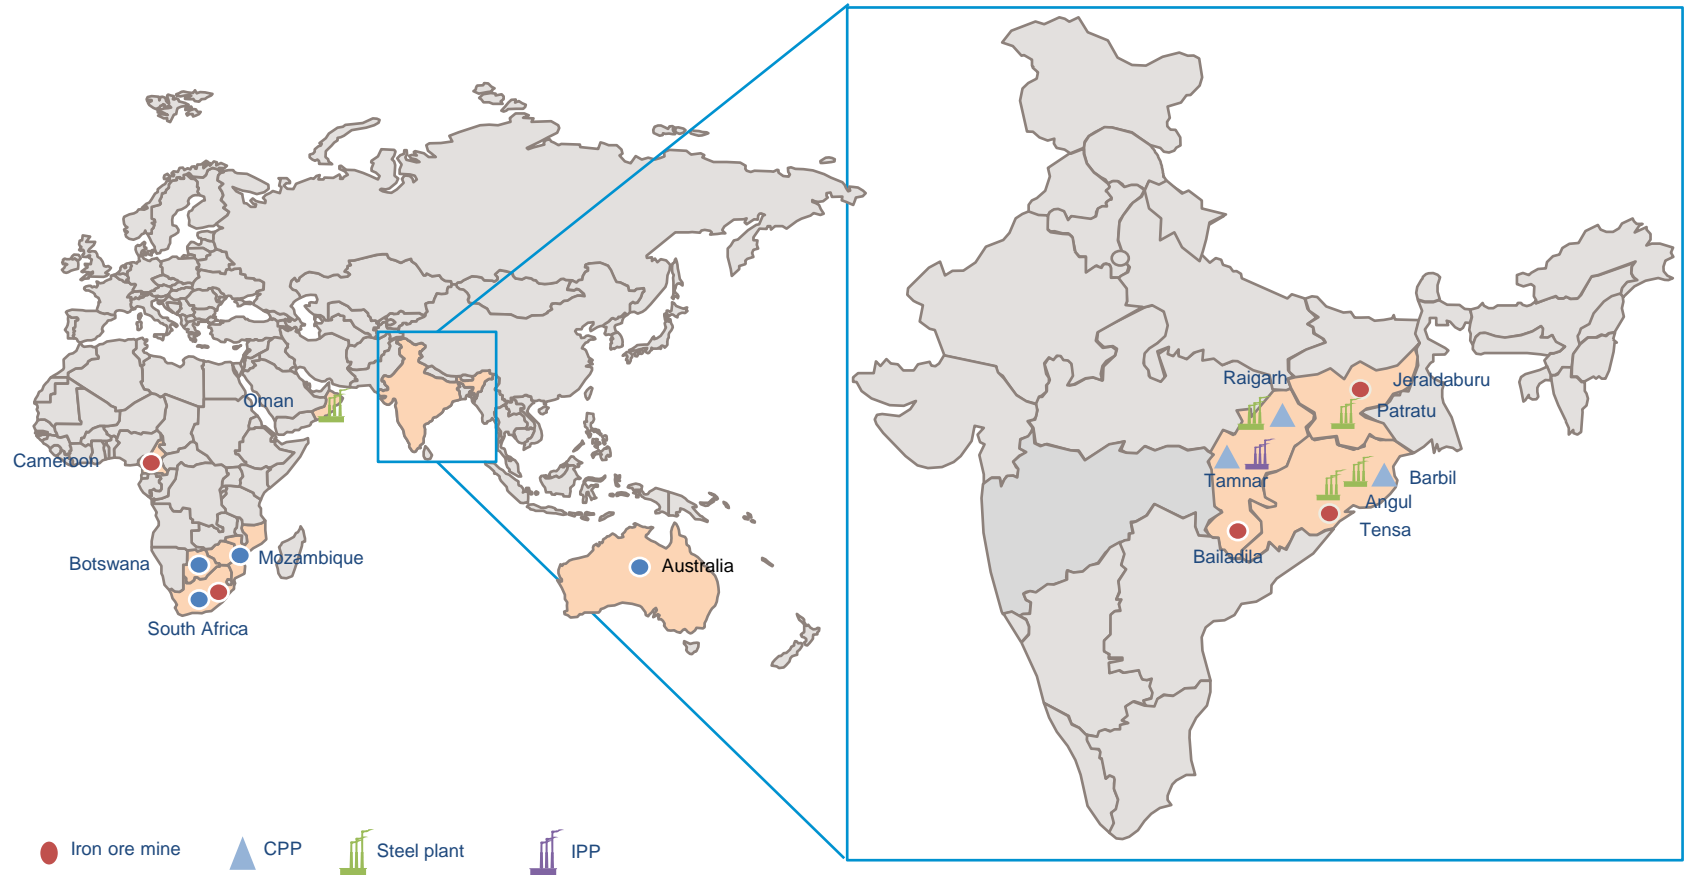 Oman
Cameroon
Botswana
Mozambique
South Africa
Australia
Raigarh
Jeraldaburu
Patratu
Tamnar
Barbil
Angul
Tensa
Bailadila
Iron ore mine
CPP
Steel plant
IPP